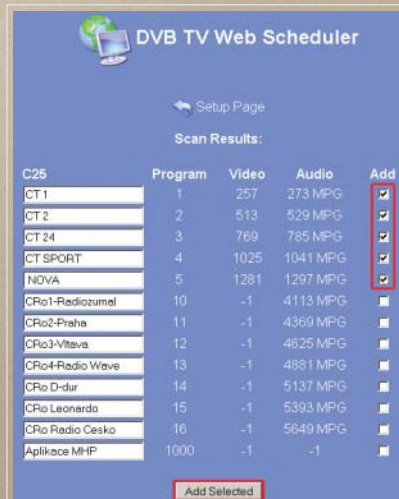 DVB TV Web Scheduler
Setup Page
Scan Results:
C25 Program Video Audio Add
CT 1 1 257 273 MPG
CT 2 2 513 529 MPG
CT 24 3 769 785 MPG
CT SPORT 4 1025 1041 MPG
NOVA 5 1281 1297 MPG
CRo1-Radiozurnal 10 -1 4113 MPG
CRo2-Praha 11 -1 4369 MPG
CRo3-Vltava 12 -1 4625 MPG
CRo4-Radio Wave 13 -1 4881 MPG
CRo D-dur 14 -1 5137 MPG
CRo Leonardo 15 -1 5393 MPG
CRo Radio Cesko 16 -1 5649 MPG
Aplikace MHP 1000 -1 -1
Add Selected